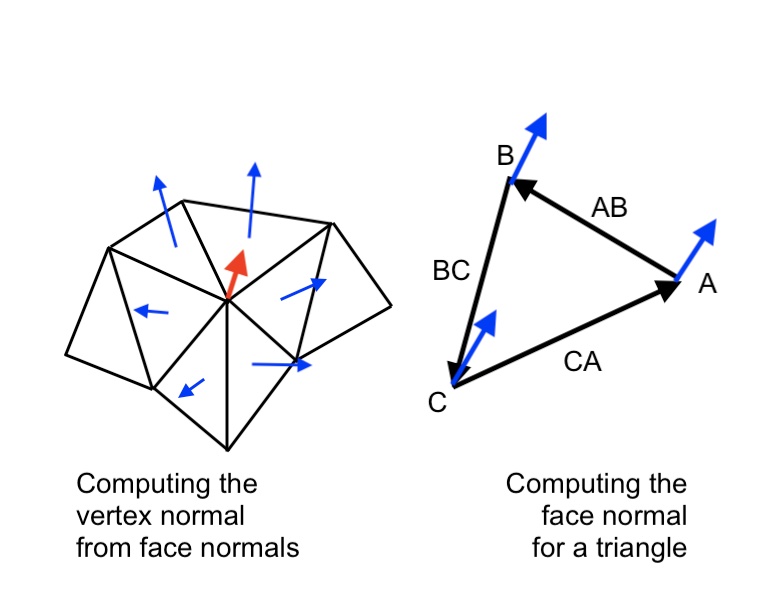 B
AB
BC
A
CA
C
Computing the
vertex normal
from face normals
Computing the
face normal
for a triangle